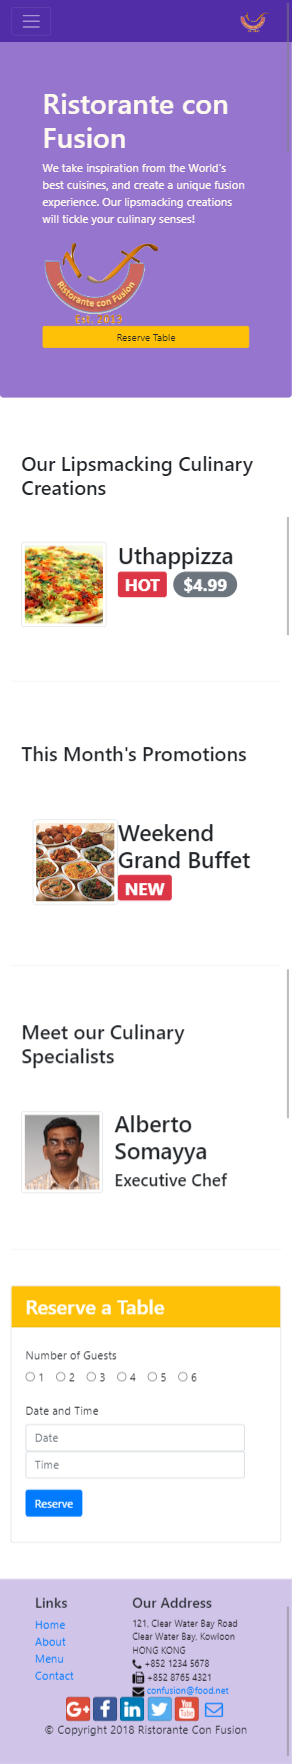 Ristorante con
Fusion
We take inspiration from the World's
best cuisines, and create a unique fusion
experience. Our lipsmacking creations
will tickle your culinary senses!
Ristorante con Fusion
Est. 2018
Reserve Table
Our Lipsmacking Culinary
Creations
Uthappizza
HOT $4.99
This Month's Promotions
Weekend
Grand Buffet
NEW
Meet our Culinary
Specialists
Alberto
Somayya
Executive Chef
Reserve a Table
Number of Guests
1 2 3 4 5 6
Date and Time
Date
Time
Reserve
Links
Home
About
Menu
Contact
Our Address
121, Clear Water Bay Road
Clear Water Bay, Kowloon
HONG KONG
+852 1234 5678
+852 8765 4321
confusion@food.net
G+ f in You Tube
© Copyright 2018 Ristorante Con Fusion